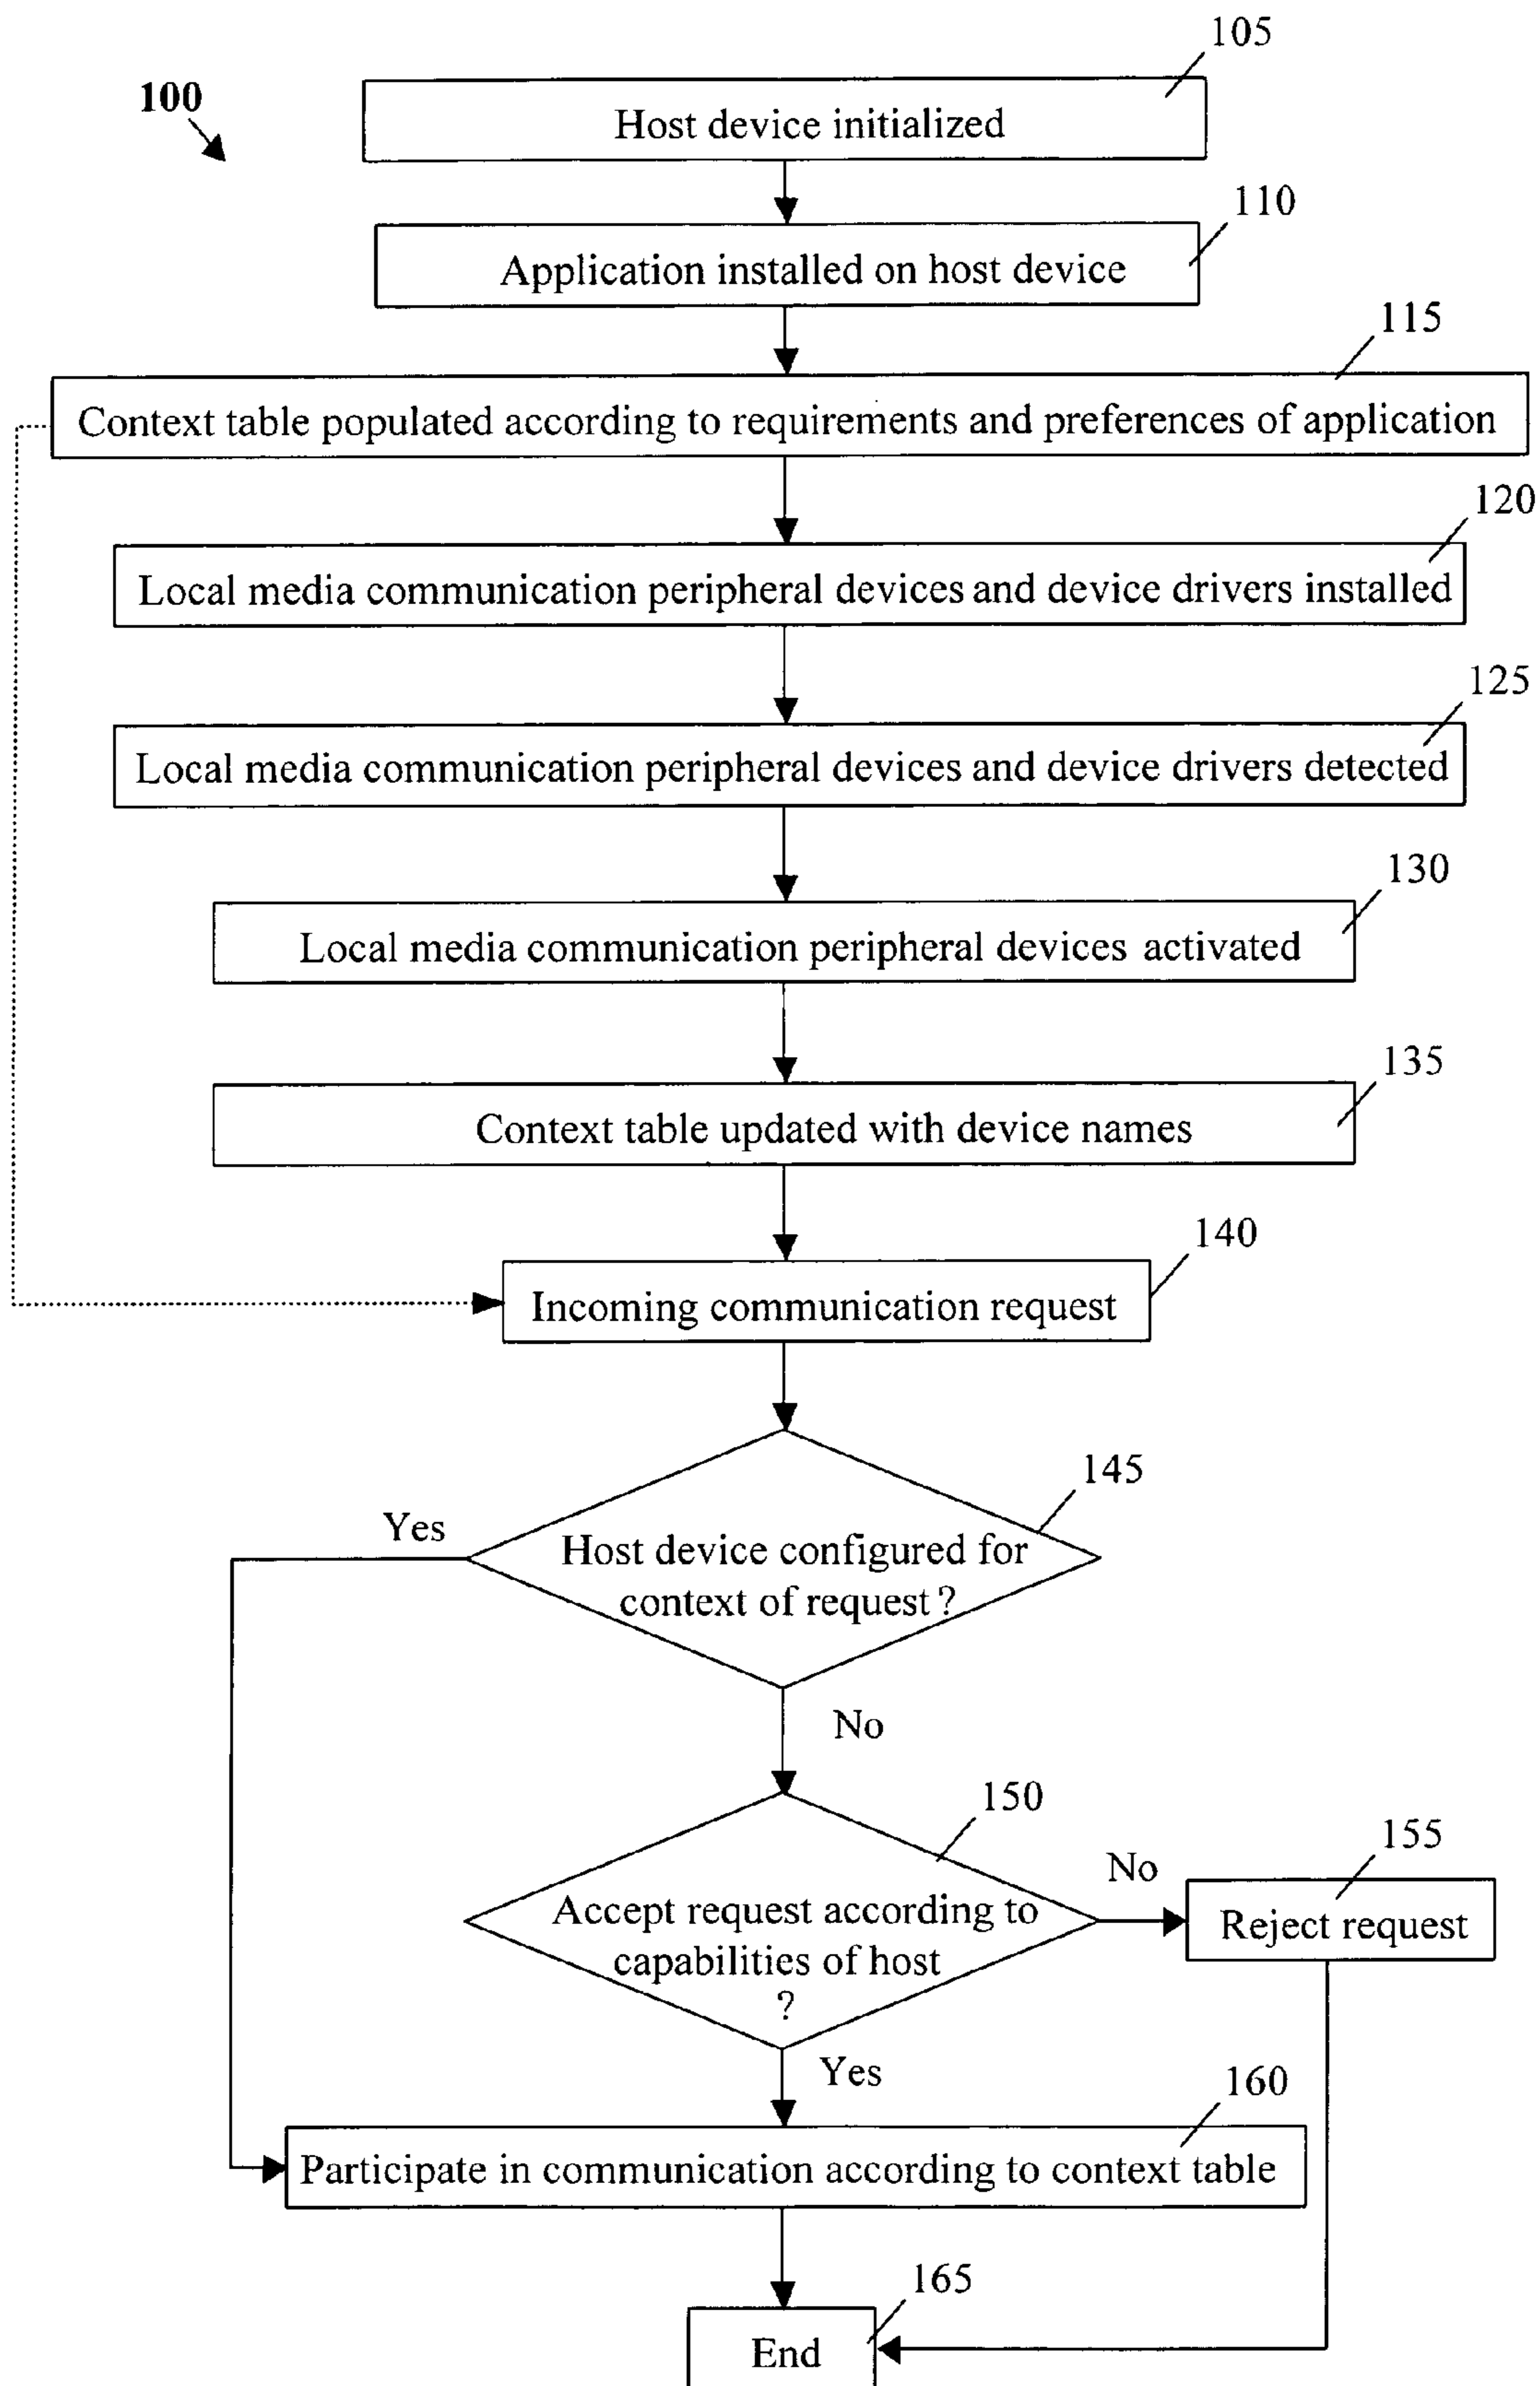 105
100
Host device initialized
110
Application installed on host device
115
Context table populated according to requirements and preferences of application
120
Local media communication peripheral devices and device drivers installed
125
Local media communication peripheral devices and device drivers detected
130
Local media communication peripheral devices activated
135
Context table updated with device names
140
Incoming communication request
145
Yes
Host device configured for
context of request ?
No
150
155
No
Accept request according to
capabilities of host
?
Reject request
Yes
160
Participate in communication according to context table
165
End